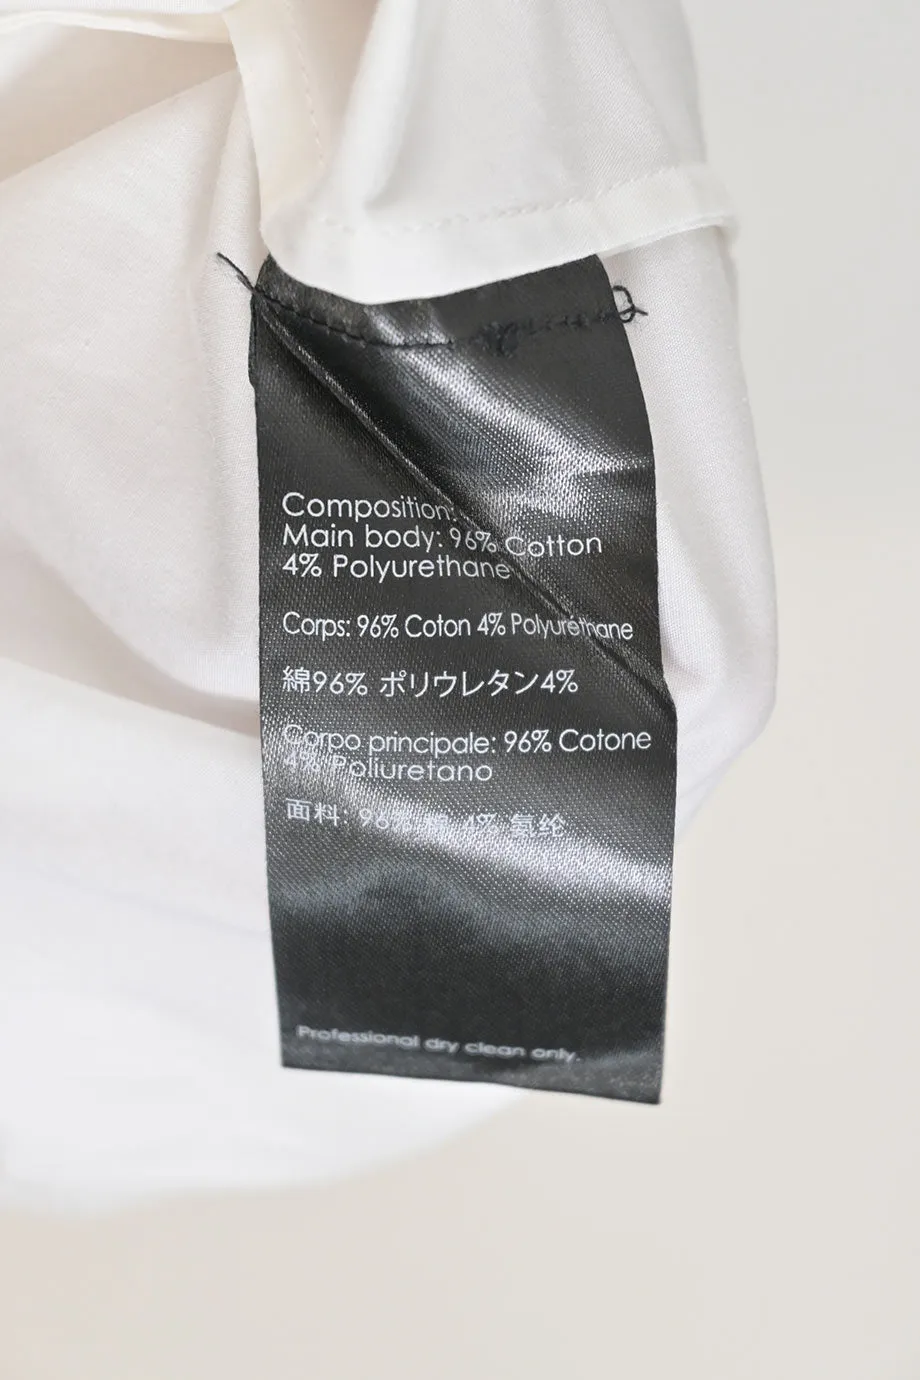 Composition:
Main body: 96% Cotton
4% Polyurethane
Corps: 96% Coton 4% Polyuréthane
綿96% ポリウレタン4%
Corpo principale: 96% Cotone
4% Poliuretano
面料: 96% 棉 4% 氨纶
Professional dry clean only.